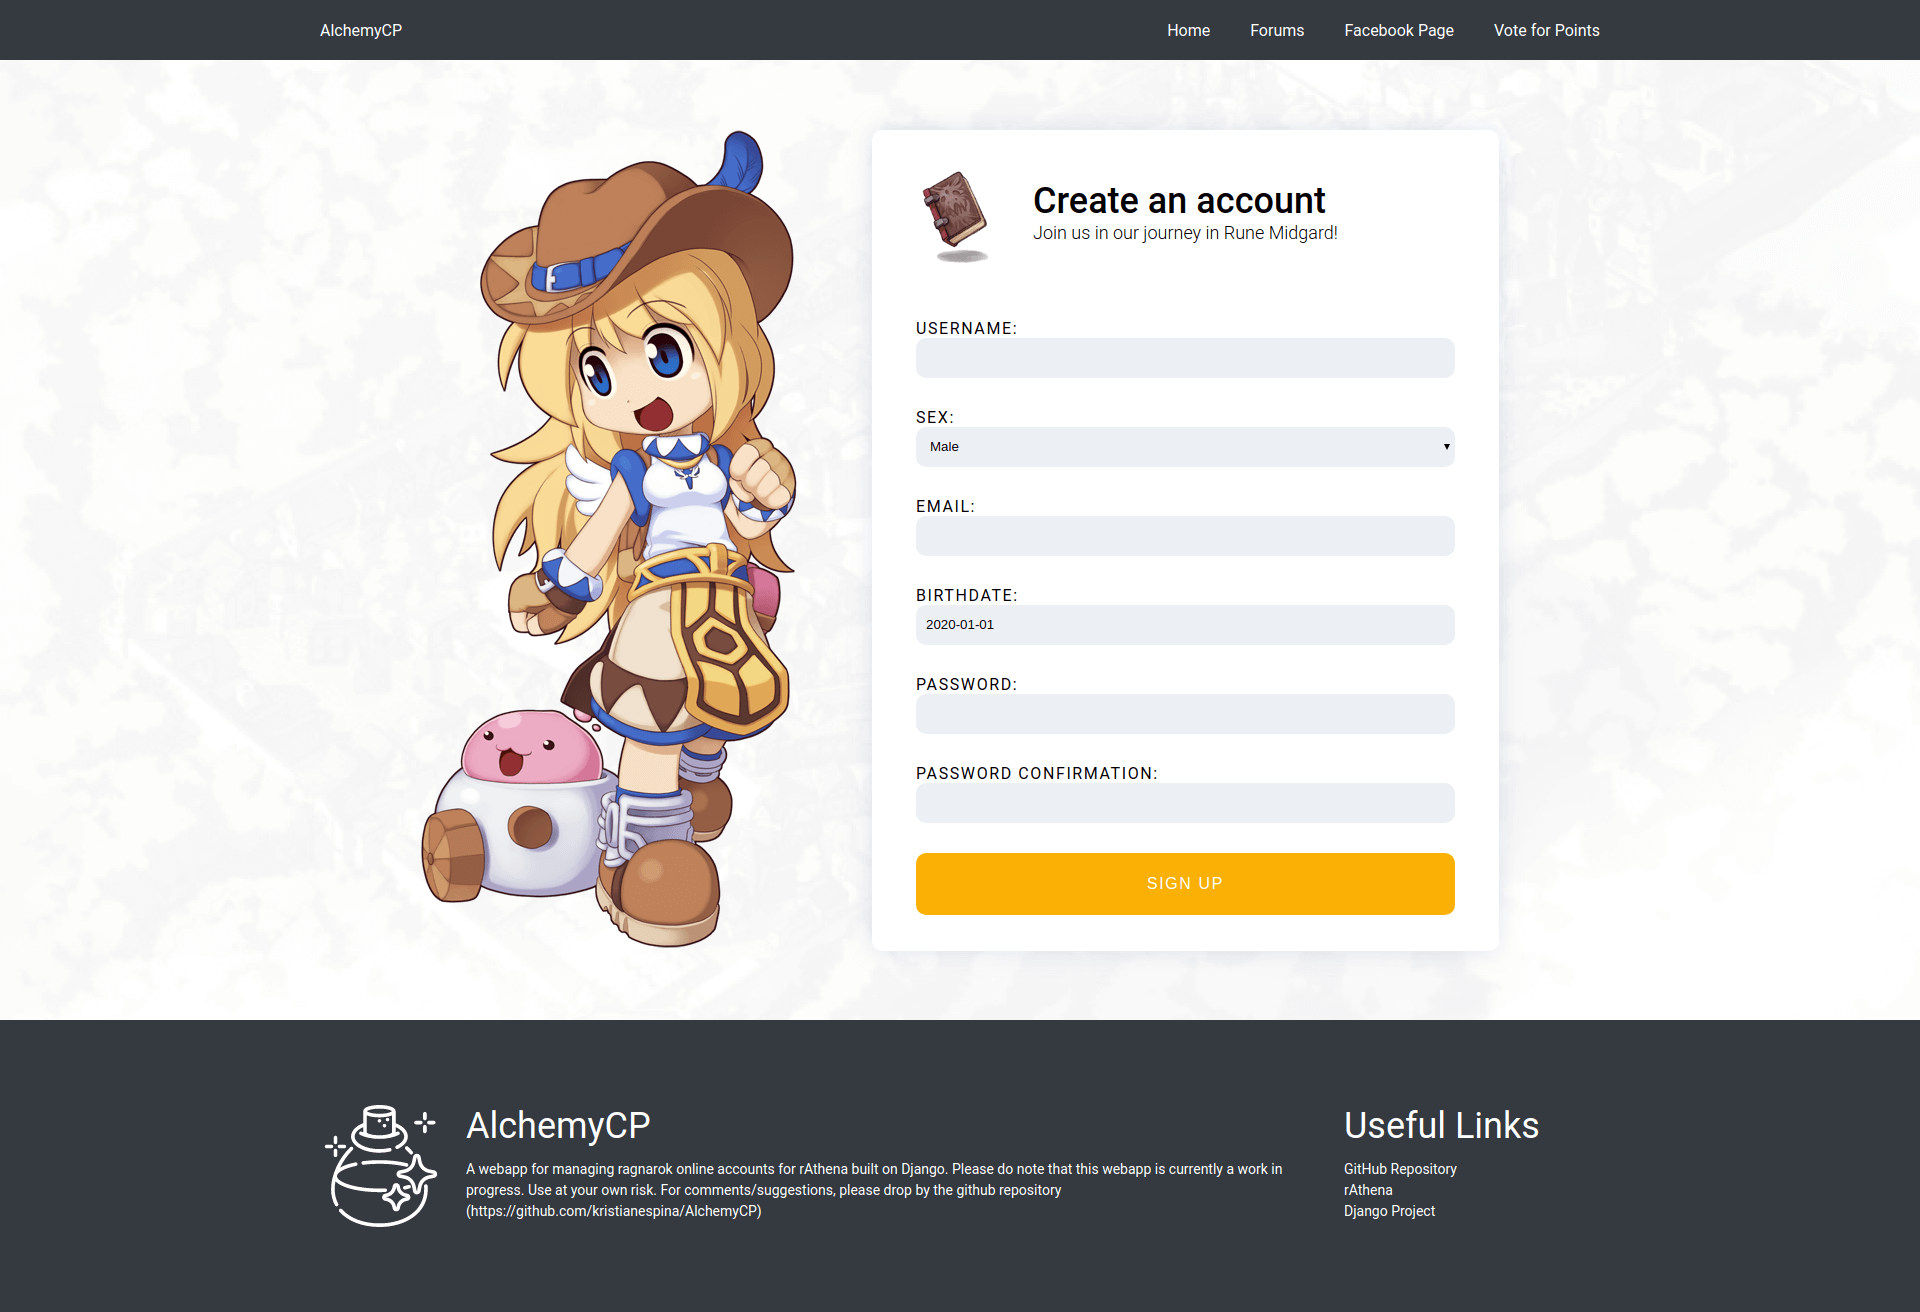 AlchemyCP
Home
Forums
Facebook Page
Vote for Points
Create an account
Join us in our journey in Rune Midgard!
USERNAME:
SEX:
Male
EMAIL:
BIRTHDATE:
2020-01-01
PASSWORD:
PASSWORD CONFIRMATION:
SIGN UP
AlchemyCP
A webapp for managing ragnarok online accounts for rAthena built on Django. Please do note that this webapp is currently a work in
progress. Use at your own risk. For comments/suggestions, please drop by the github repository
(https://github.com/kristianespina/AlchemyCP)
Useful Links
GitHub Repository
rAthena
Django Project